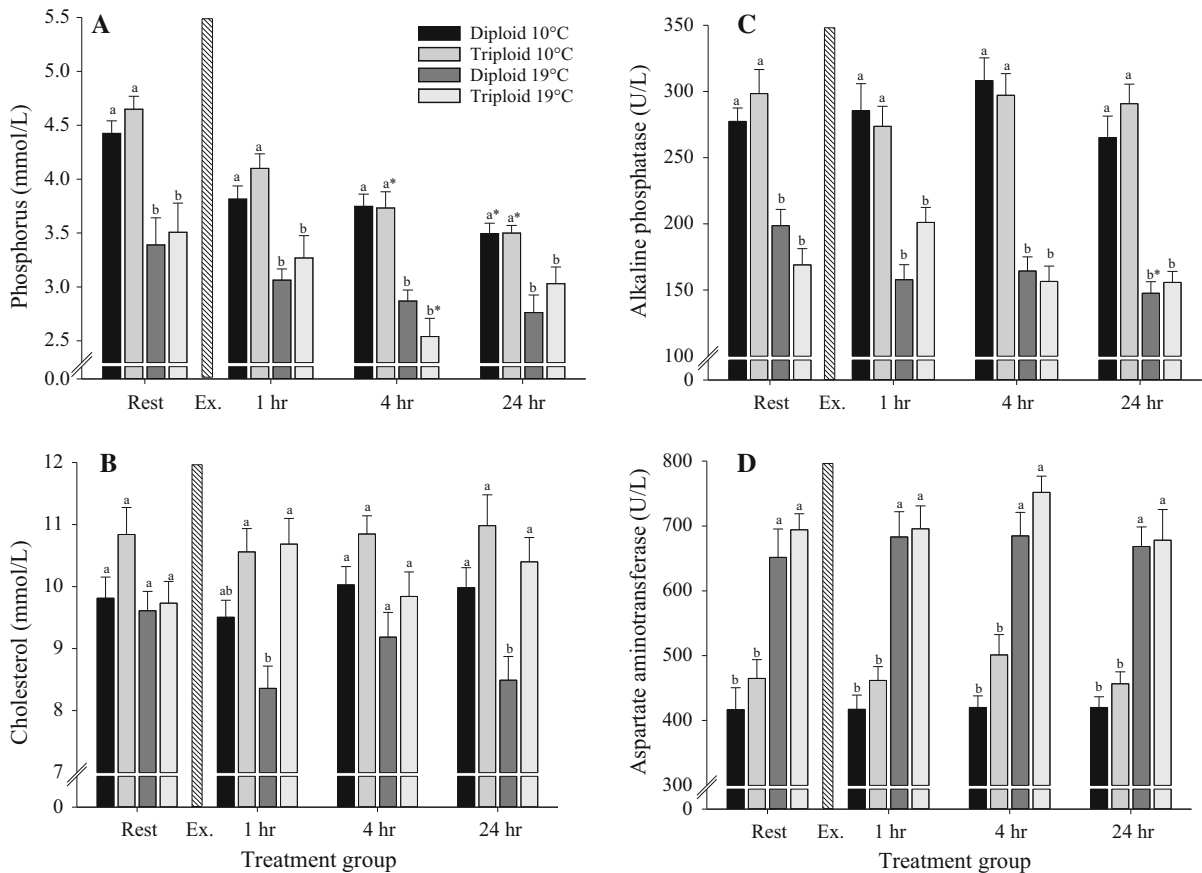 A
Phosphorus (mmol/L)
5.5
5.0
4.5
4.0
3.5
3.0
2.5
0.0
Diploid 10°C
Triploid 10°C
Diploid 19°C
Triploid 19°C
a a b b
a a b b
a a* b b*
a* a* b b
Rest Ex. 1 hr 4 hr 24 hr
C
Alkaline phosphatase (U/L)
350
300
250
200
150
100
0
a a b b
a a b b
a a b b
a a b* b
Rest Ex. 1 hr 4 hr 24 hr
B
Cholesterol (mmol/L)
12
11
10
9
8
7
0
a a a a
ab a b a
a a a a
a a b a
Rest Ex. 1 hr 4 hr 24 hr
Treatment group
D
Aspartate aminotransferase (U/L)
800
700
600
500
400
300
0
b b a a
b b a a
b b a a
b b a a
Rest Ex. 1 hr 4 hr 24 hr
Treatment group